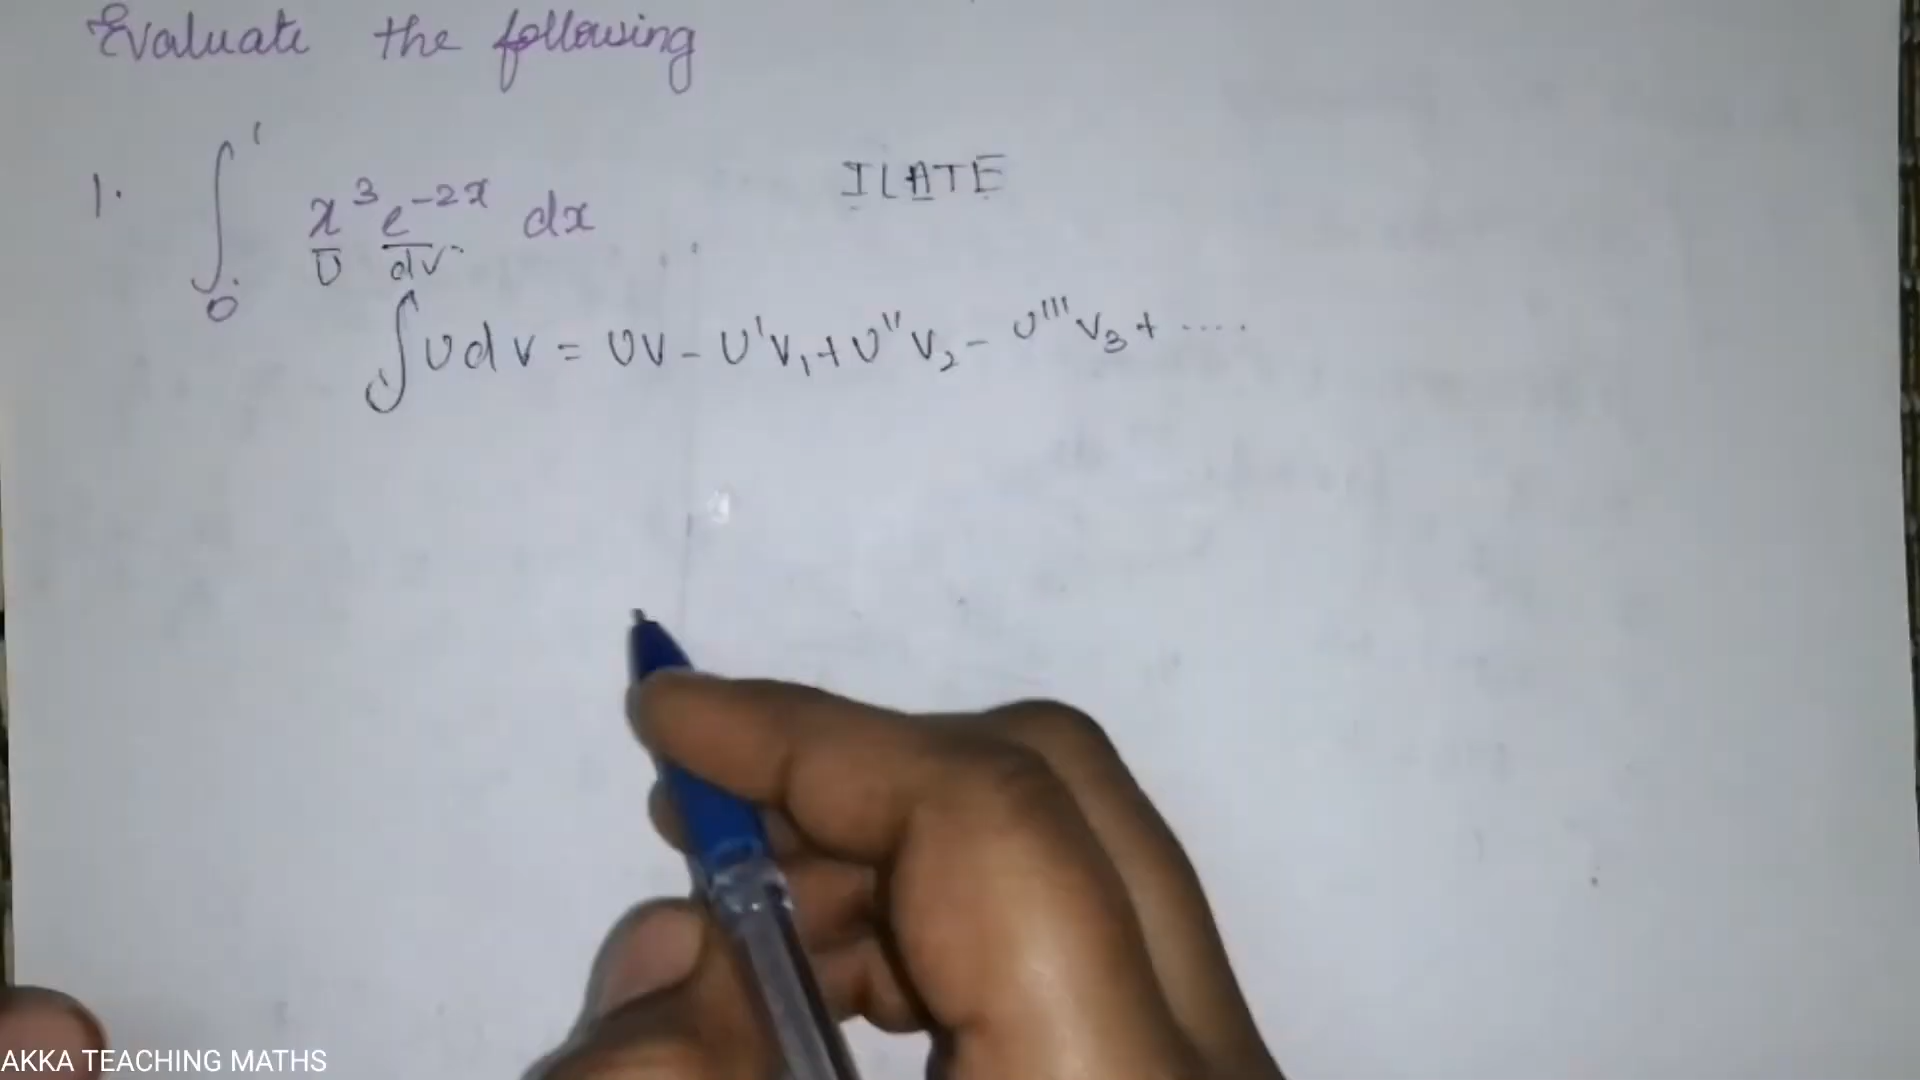 Evaluate the following
1. ∫₀¹ x³ e⁻²ˣ dx
U dv
ILATE
∫ U dv = UV - U'V₁ + U''V₂ - U'''V₃ + ....
AKKA TEACHING MATHS